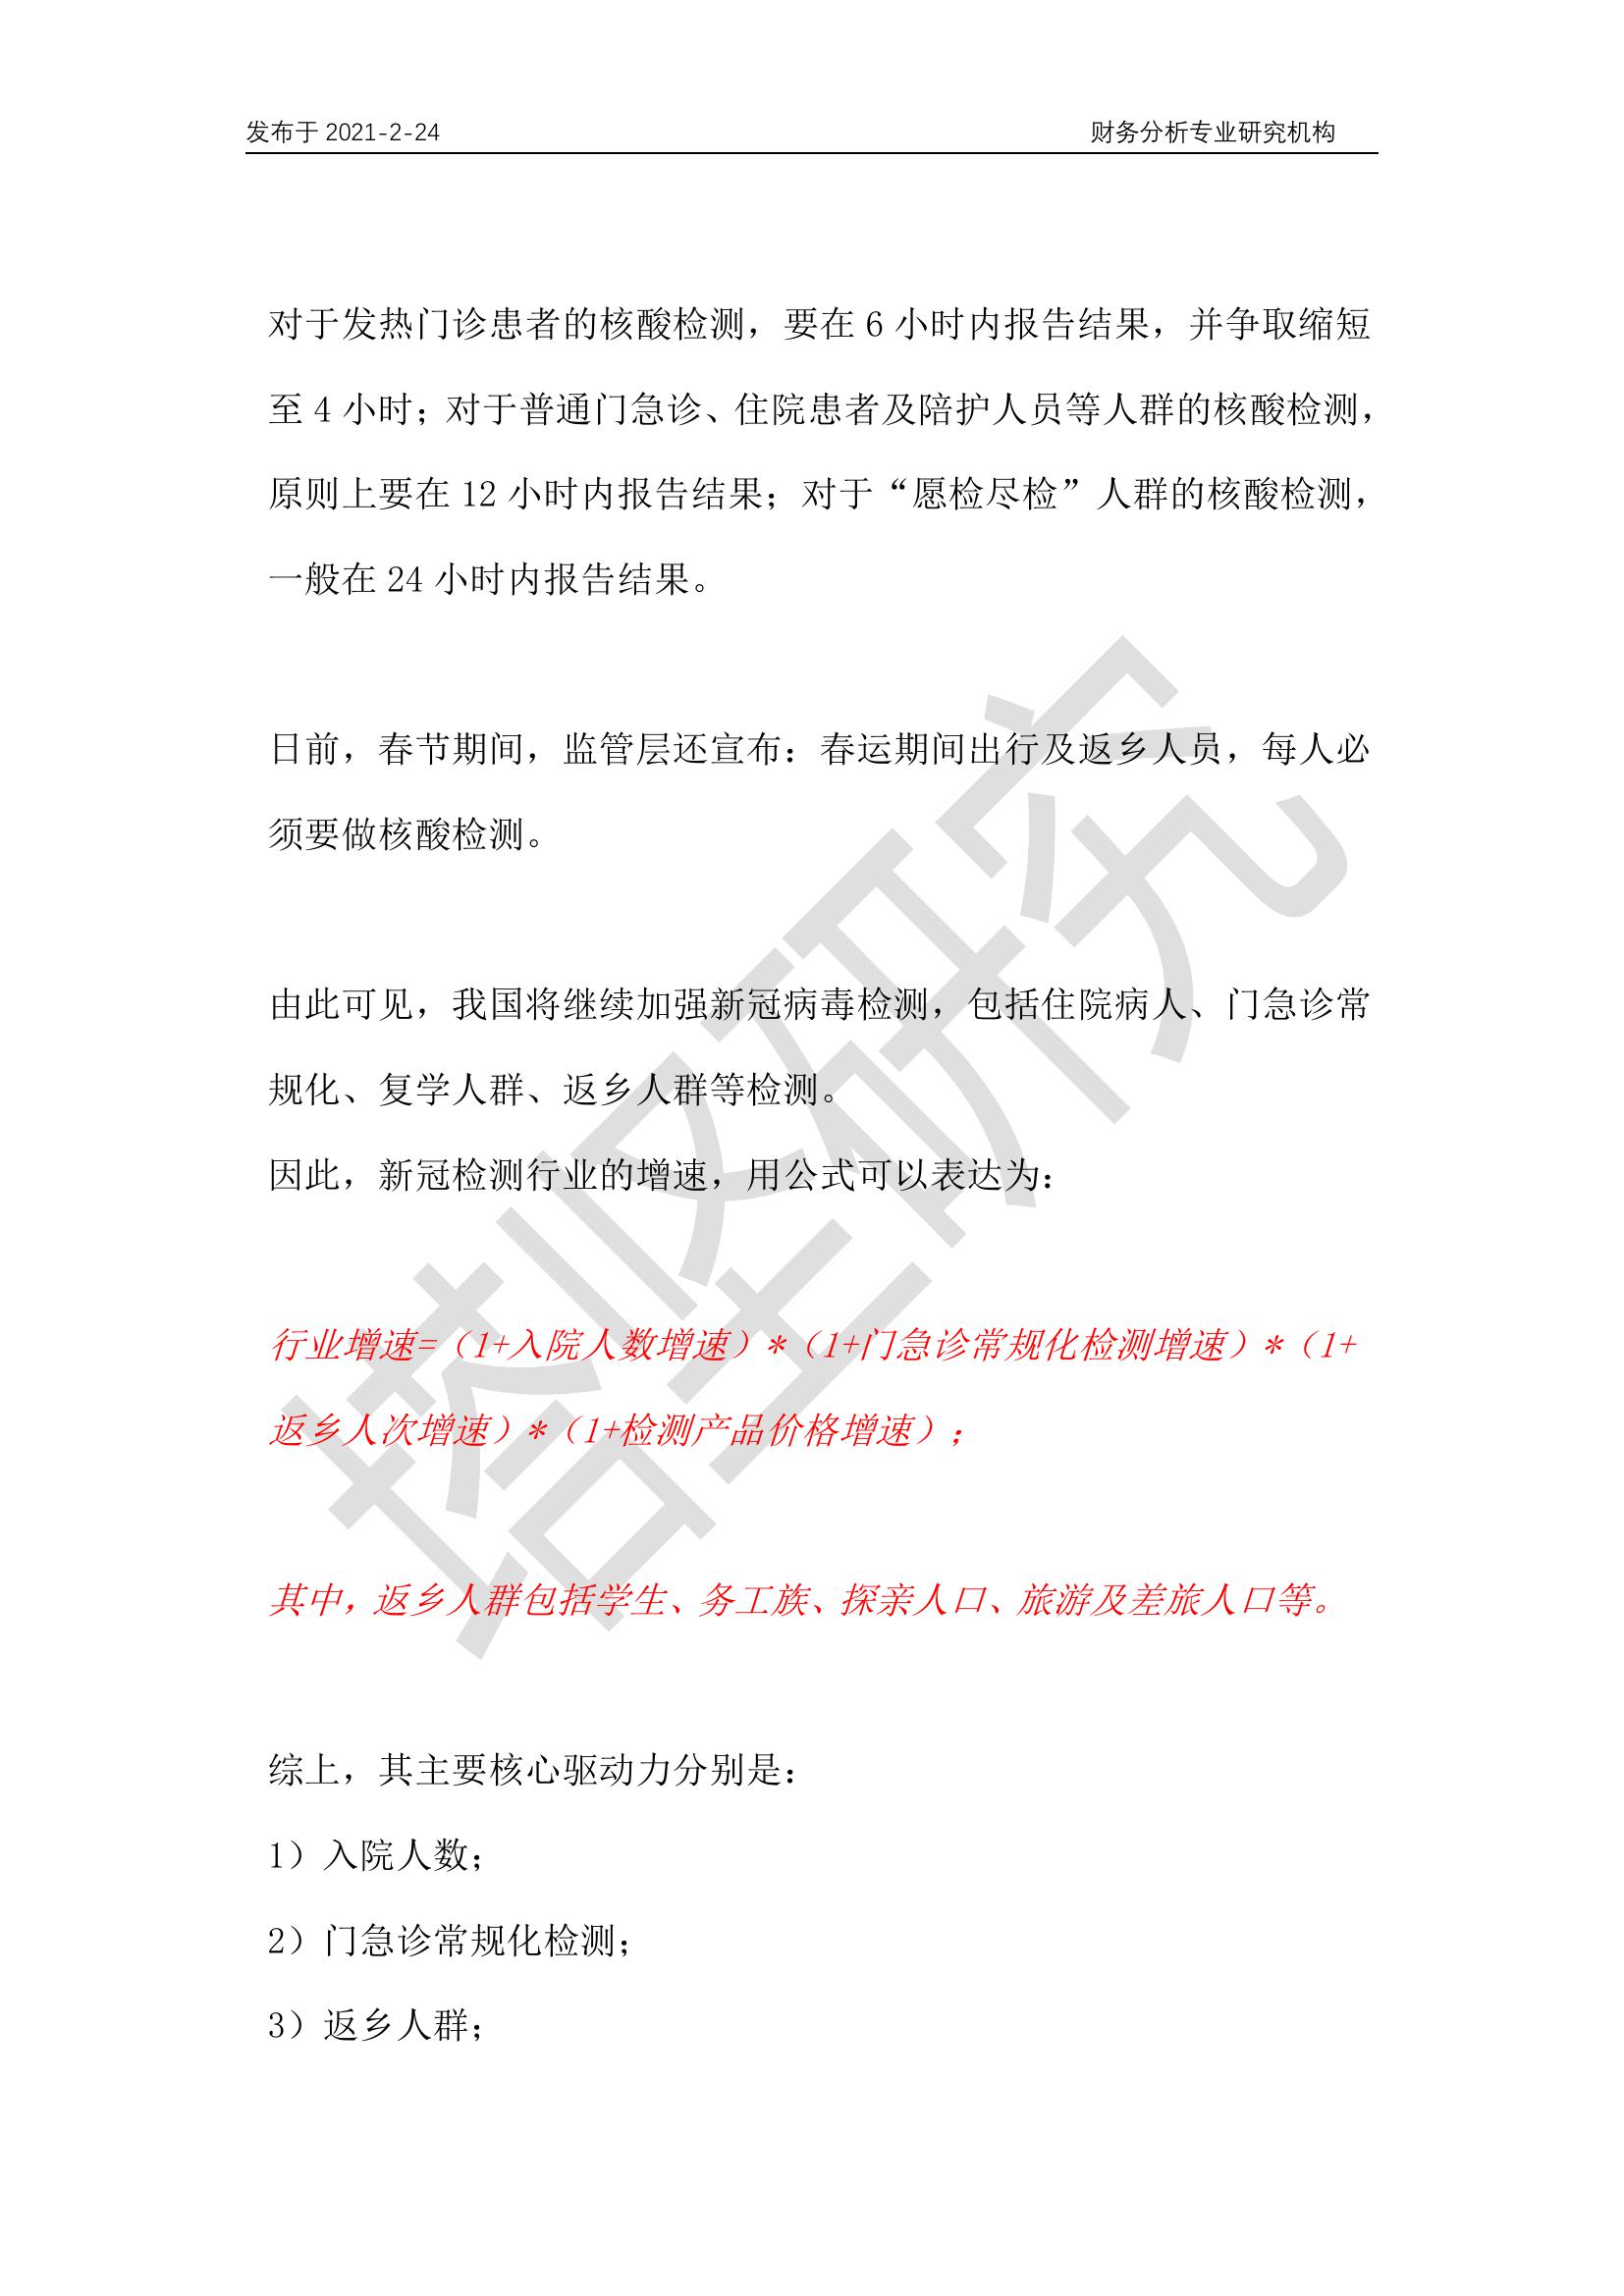 发布于 2021-2-24 财务分析专业研究机构
对于发热门诊患者的核酸检测，要在 6 小时内报告结果，并争取缩短
至 4 小时；对于普通门急诊、住院患者及陪护人员等人群的核酸检测，
原则上要在 12 小时内报告结果；对于“愿检尽检”人群的核酸检测，
一般在 24 小时内报告结果。
日前，春节期间，监管层还宣布：春运期间出行及返乡人员，每人必
须要做核酸检测。
由此可见，我国将继续加强新冠病毒检测，包括住院病人、门急诊常
规化、复学人群、返乡人群等检测。
因此，新冠检测行业的增速，用公式可以表达为：
行业增速=（1+入院人数增速）*（1+门急诊常规化检测增速）*（1+
返乡人次增速）*（1+检测产品价格增速）；
其中，返乡人群包括学生、务工族、探亲人口、旅游及差旅人口等。
综上，其主要核心驱动力分别是：
1）入院人数；
2）门急诊常规化检测；
3）返乡人群；
塔坚研究